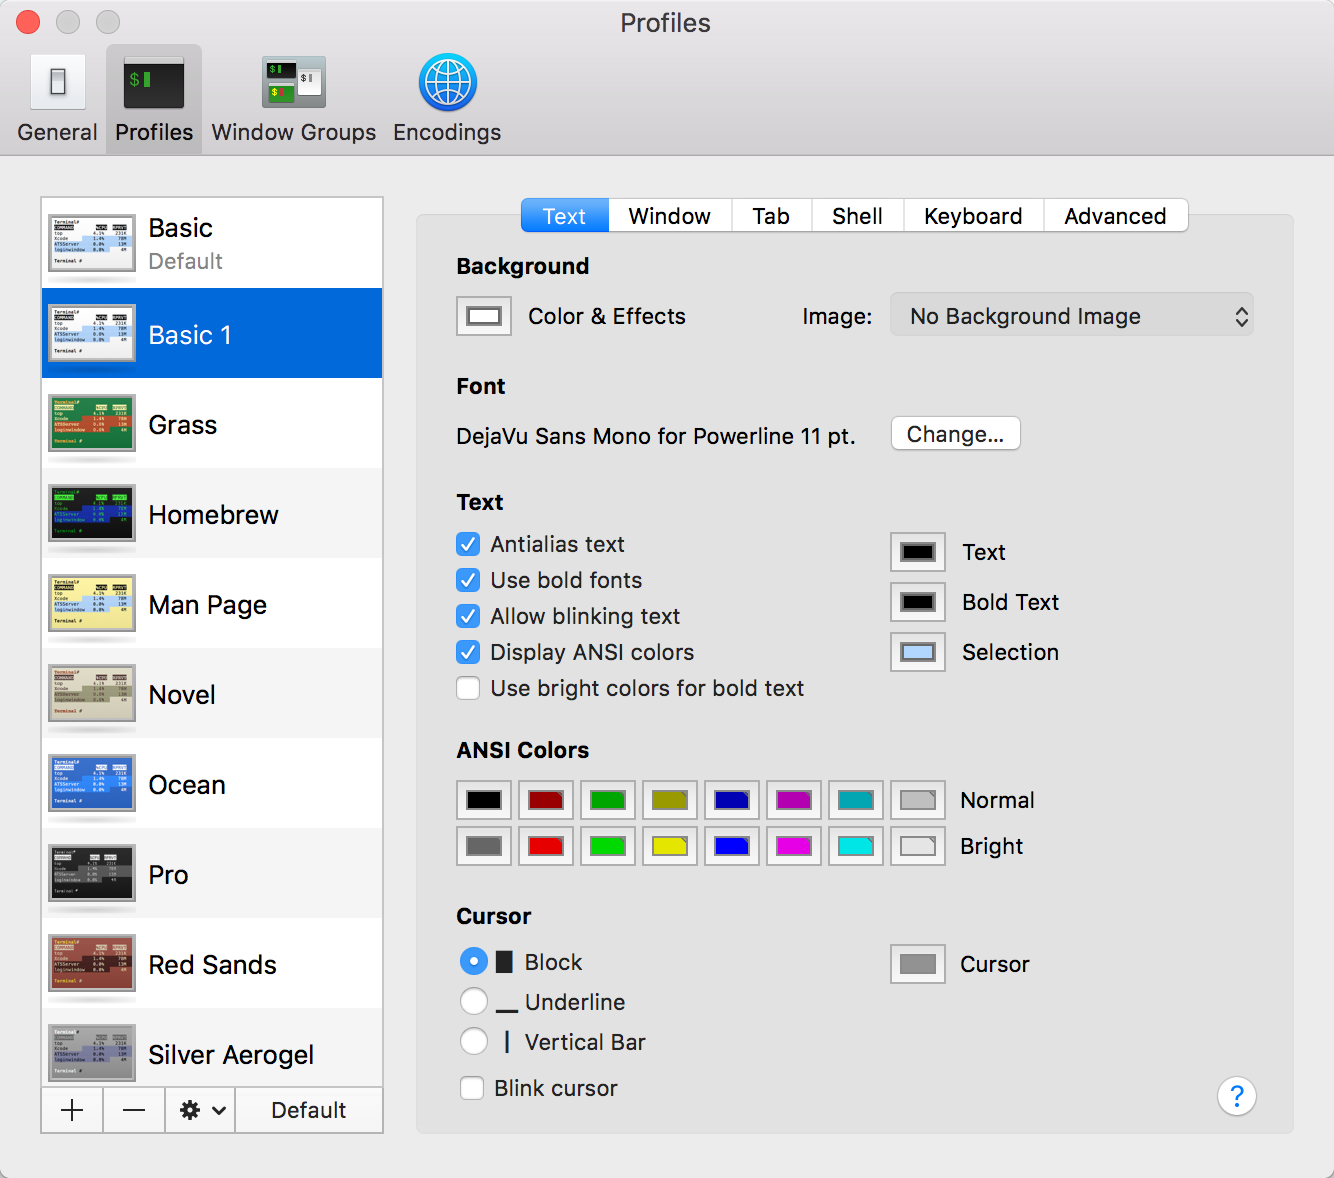 Profiles
General
Profiles
Window Groups
Encodings
Basic
Default
Basic 1
Grass
Homebrew
Man Page
Novel
Ocean
Pro
Red Sands
Silver Aerogel
Default
Text
Window
Tab
Shell
Keyboard
Advanced
Background
Color & Effects
Image:
No Background Image
Font
DejaVu Sans Mono for Powerline 11 pt.
Change...
Text
Antialias text
Use bold fonts
Allow blinking text
Display ANSI colors
Use bright colors for bold text
Text
Bold Text
Selection
ANSI Colors
Normal
Bright
Cursor
Block
Underline
Vertical Bar
Blink cursor
Cursor
?